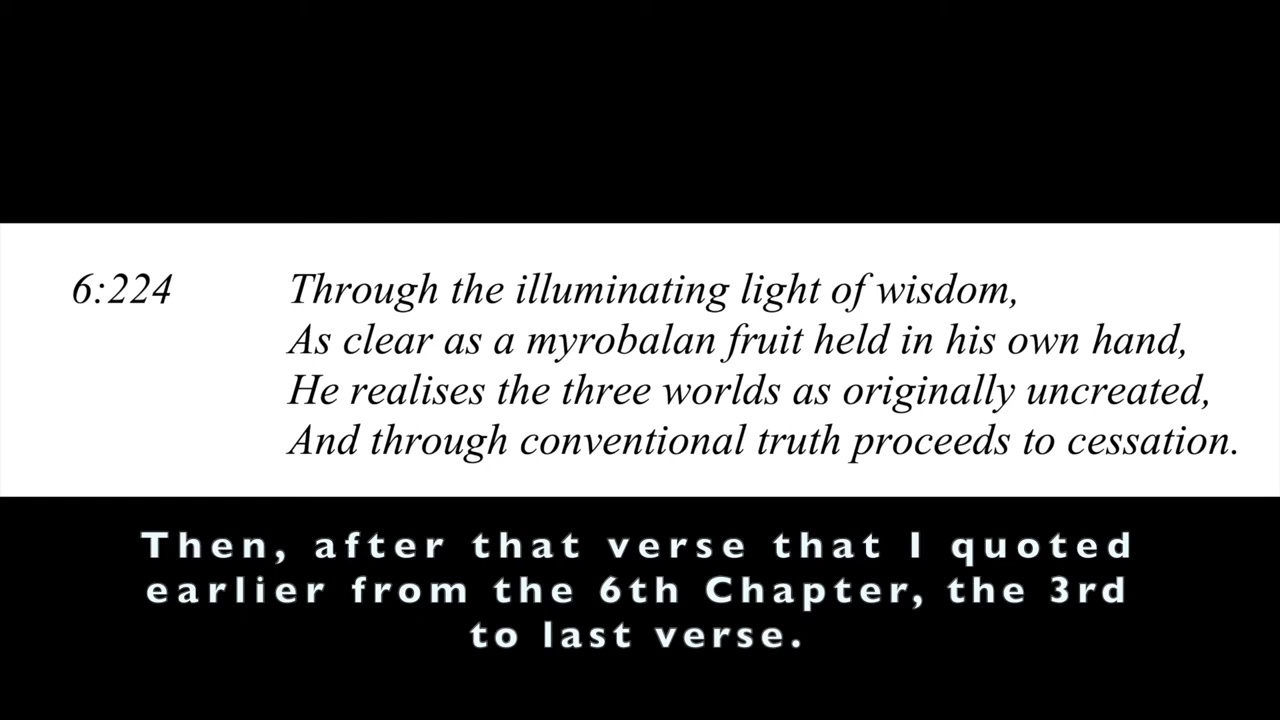 6:224 Through the illuminating light of wisdom,
As clear as a myrobalan fruit held in his own hand,
He realises the three worlds as originally uncreated,
And through conventional truth proceeds to cessation.
Then, after that verse that I quoted
earlier from the 6th Chapter, the 3rd
to last verse.